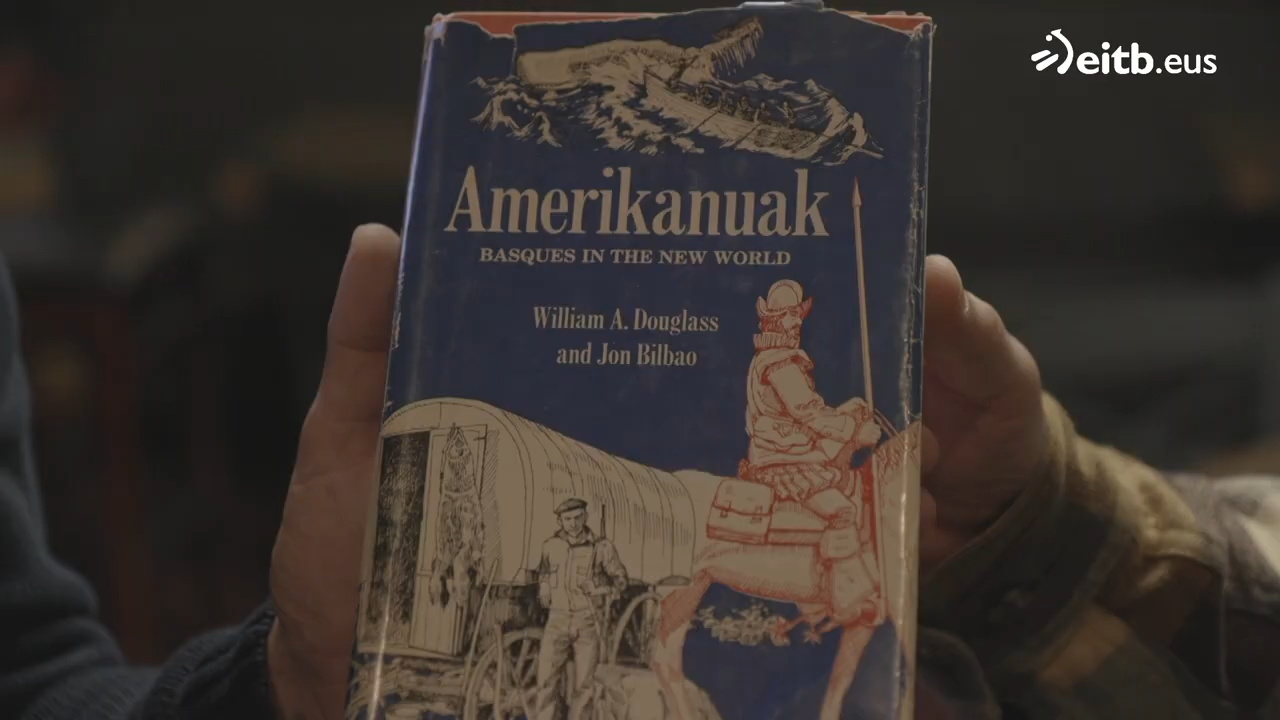 eitb.eus
Amerikanuak
BASQUES IN THE NEW WORLD
William A. Douglass
and Jon Bilbao